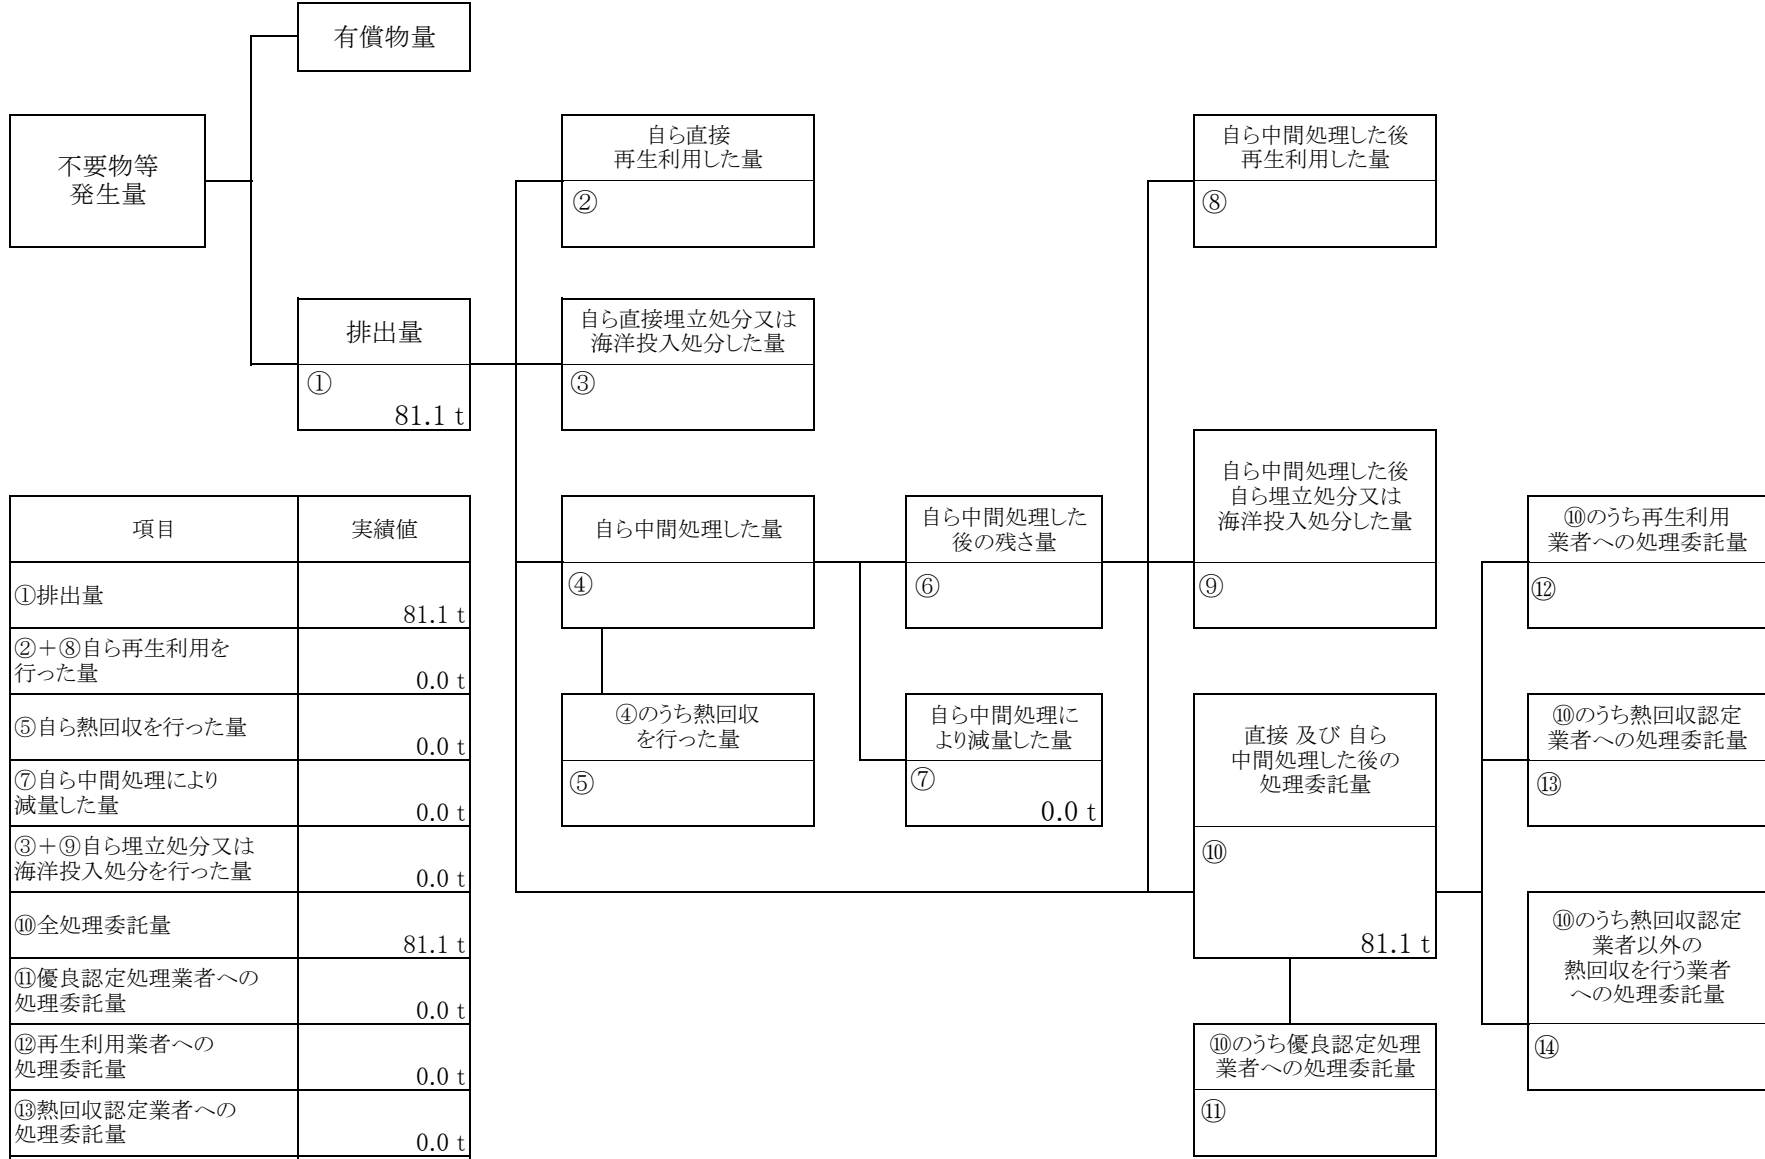 有償物量
不要物等
発生量
自ら直接
再生利用した量
②
自ら中間処理した後
再生利用した量
⑧
排出量
①
81.1 t
自ら直接埋立処分又は
海洋投入処分した量
③
自ら中間処理した量
④
自ら中間処理した
後の残さ量
⑥
自ら中間処理した後
自ら埋立処分又は
海洋投入処分した量
⑨
⑩のうち再生利用
業者への処理委託量
⑫
④のうち熱回収
を行った量
⑤
自ら中間処理に
より減量した量
⑦
0.0 t
直接 及び 自ら
中間処理した後の
処理委託量
⑩
81.1 t
⑩のうち熱回収認定
業者への処理委託量
⑬
⑩のうち熱回収認定
業者以外の
熱回収を行う業者
への処理委託量
⑭
⑩のうち優良認定処理
業者への処理委託量
⑪
項目 実績値
①排出量
81.1 t
②＋⑧自ら再生利用を
行った量
0.0 t
⑤自ら熱回収を行った量
0.0 t
⑦自ら中間処理により
減量した量
0.0 t
③＋⑨自ら埋立処分又は
海洋投入処分を行った量
0.0 t
⑩全処理委託量
81.1 t
⑪優良認定処理業者への
処理委託量
0.0 t
⑫再生利用業者への
処理委託量
0.0 t
⑬熱回収認定業者への
処理委託量
0.0 t